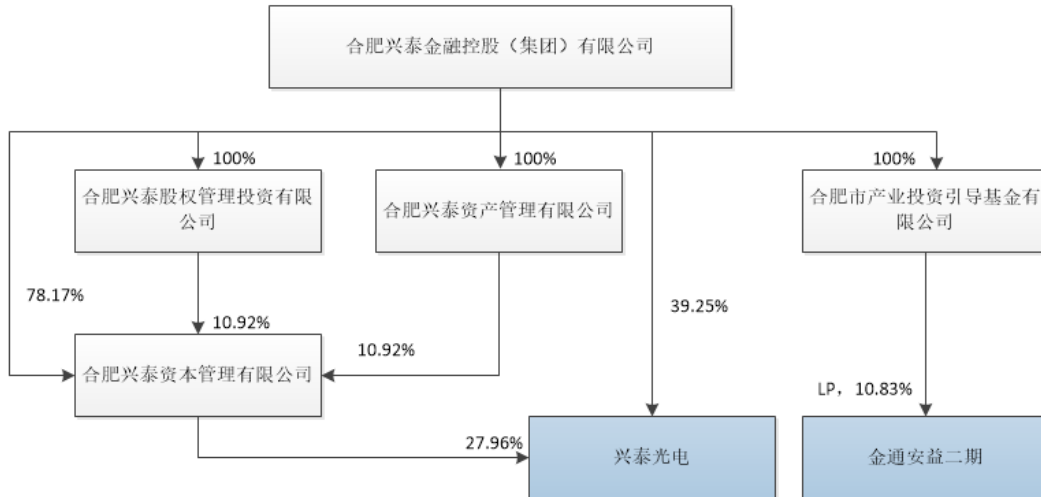 合肥兴泰金融控股（集团）有限公司
100%
100%
100%
合肥兴泰股权管理投资有限
公司
合肥兴泰资产管理有限公司
合肥市产业投资引导基金有
限公司
78.17%
10.92%
39.25%
10.92%
合肥兴泰资本管理有限公司
LP，10.83%
27.96%
兴泰光电
金通安益二期